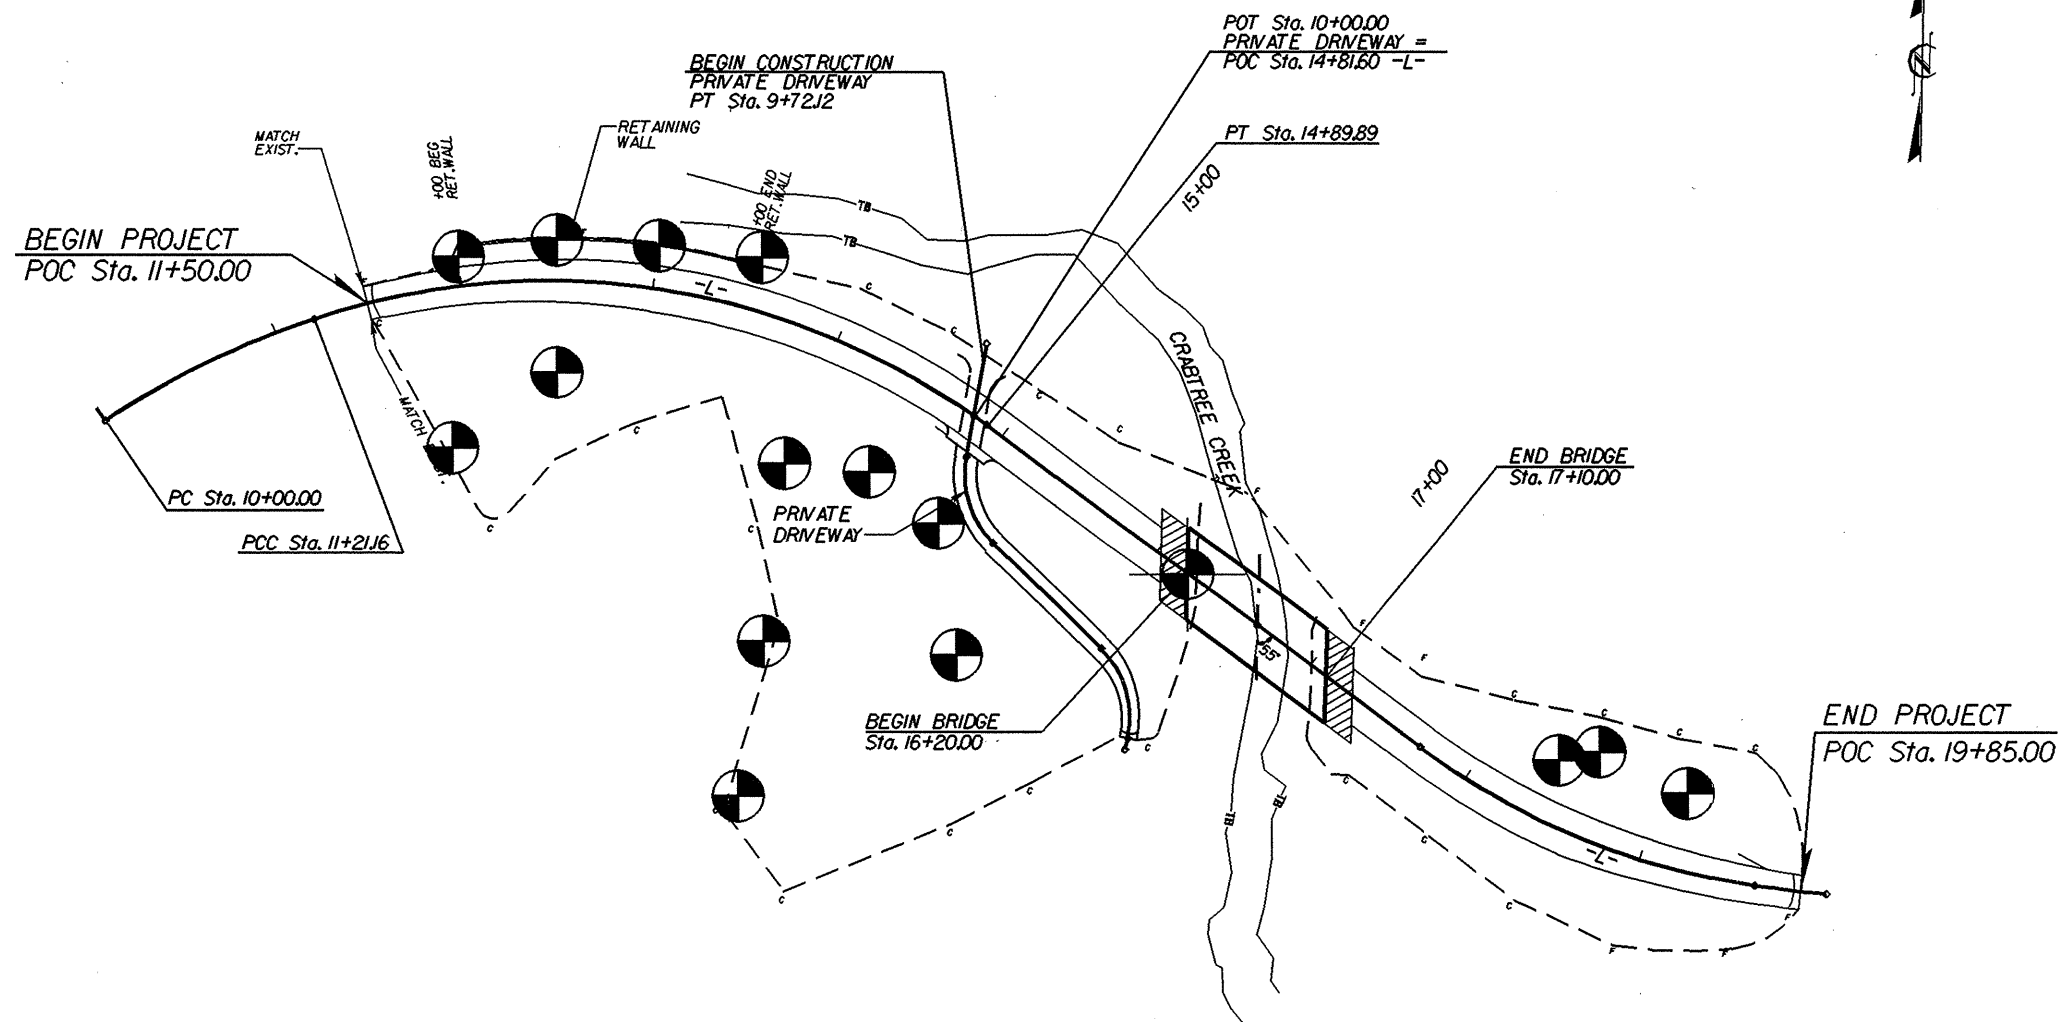 POT Sta. 10+00.00
PRIVATE DRIVEWAY =
POC Sta. 14+81.60 -L-
BEGIN CONSTRUCTION
PRIVATE DRIVEWAY
PT Sta. 9+72.12
PT Sta. 14+89.89
MATCH
EXIST.
+00 BEG
RET. WALL
RETAINING
WALL
+00 END
RET. WALL
15+00
TB
TB
BEGIN PROJECT
POC Sta. 11+50.00
-L-
C
C
C
C
C
MATCH
CRABTREE CREEK
C
C
C
PRIVATE
DRIVEWAY
PC Sta. 10+00.00
PCC Sta. 11+21.16
END BRIDGE
Sta. 17+10.00
17+00
F
F
F
55'
BEGIN BRIDGE
Sta. 16+20.00
C
C
C
C
C
END PROJECT
POC Sta. 19+85.00
C
TB
TB
C
C
C
C
C
-L-
C
F
F
F
N